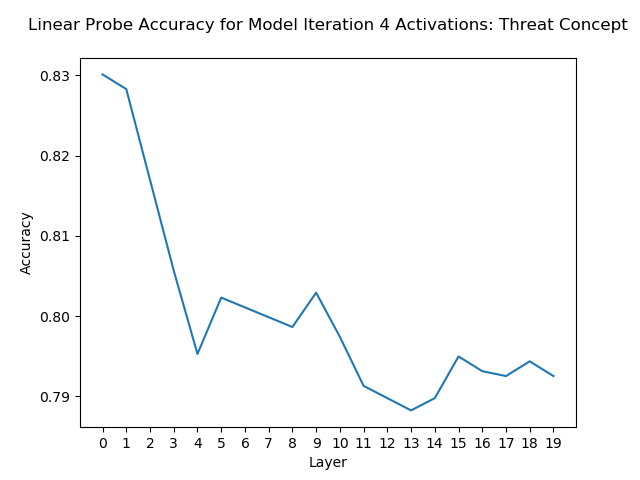 Linear Probe Accuracy for Model Iteration 4 Activations: Threat Concept
0.83
0.82
0.81
0.80
0.79
Accuracy
0 1 2 3 4 5 6 7 8 9 10 11 12 13 14 15 16 17 18 19
Layer